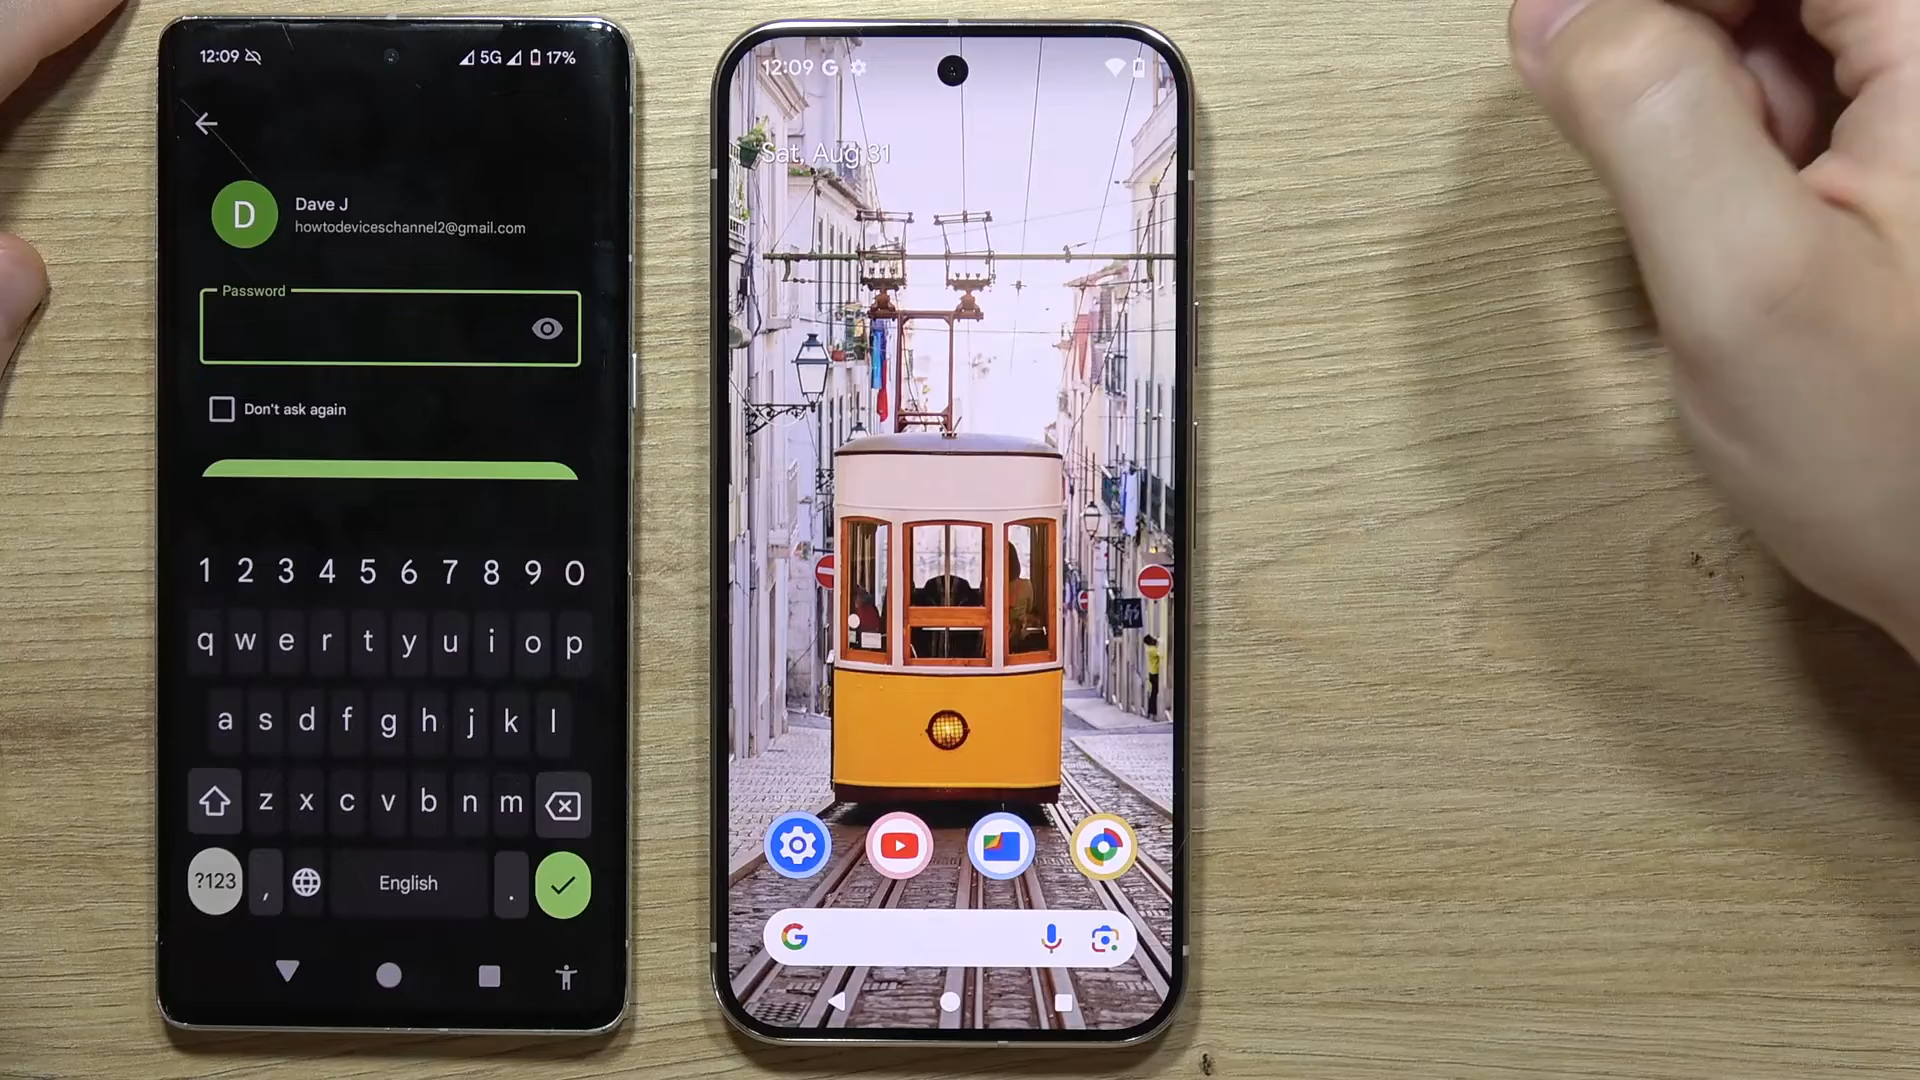 12:09 5G 17%
Dave J
howtodeviceschannel2@gmail.com
Password
Don't ask again
1 2 3 4 5 6 7 8 9 0
q w e r t y u i o p
a s d f g h j k l
z x c v b n m
?123 , English .
12:09 G
Sat, Aug 31
G